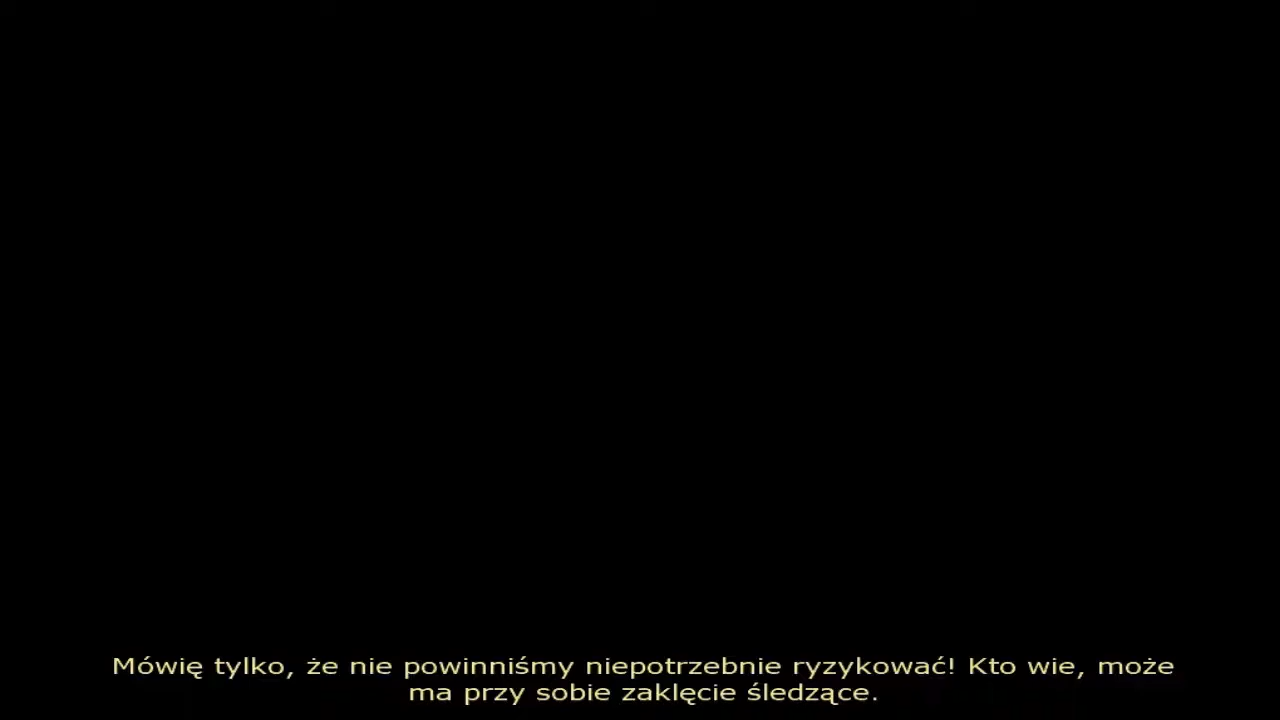 Mówię tylko, że nie powinniśmy niepotrzebnie ryzykować! Kto wie, może
ma przy sobie zaklęcie śledzące.